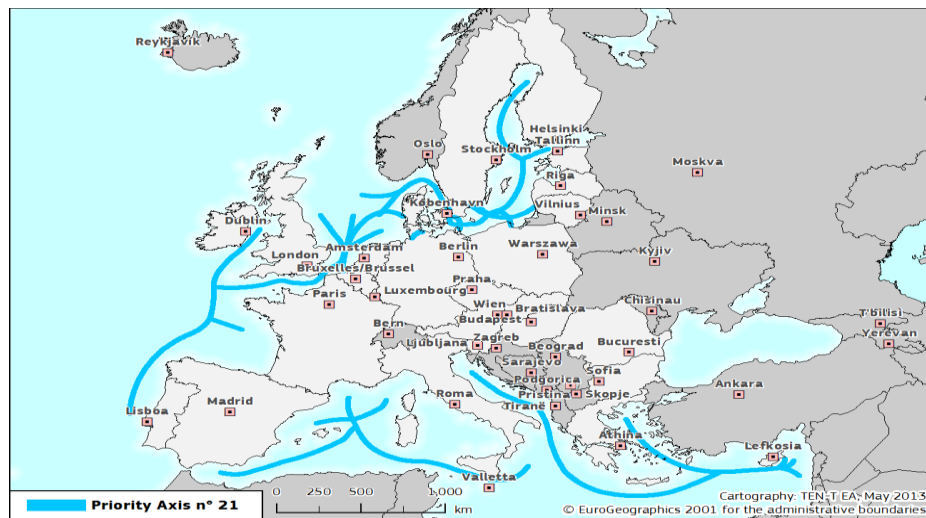 Reykjavik
Helsinki
Tallinn
Oslo
Stockholm
Moskva
Riga
København
Vilnius
Minsk
Dublin
Amsterdam
London
Berlin
Warszawa
Kyjiv
Bruxelles/Brussel
Praha
Luxembourg
Paris
Wien
Bratislava
Chisinau
Budapest
T'bilisi
Bern
Ljubljana
Zagreb
Beograd
Bucuresti
Yerevan
Sarajevo
Sofia
Podgorica
Ankara
Roma
Pristina
Skopje
Madrid
Lisboa
Tiranë
Athina
Lefkosia
Valletta
Priority Axis n° 21
0 250 500 1,000
km
Cartography: TEN-T EA, May 2013
© EuroGeographics 2001 for the administrative boundaries